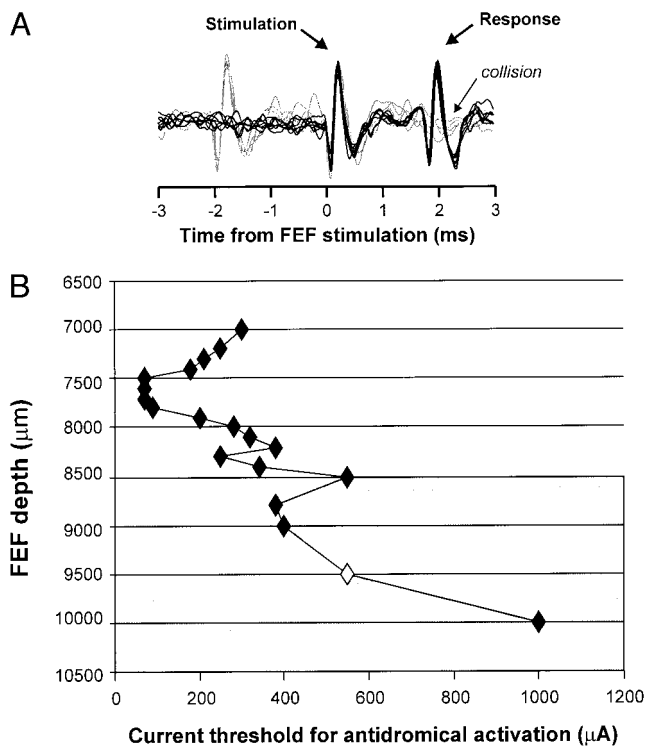 A
Stimulation
Response
collision
-3 -2 -1 0 1 2 3
Time from FEF stimulation (ms)
B
FEF depth (μm)
6500
7000
7500
8000
8500
9000
9500
10000
10500
0 200 400 600 800 1000 1200
Current threshold for antidromical activation (μA)